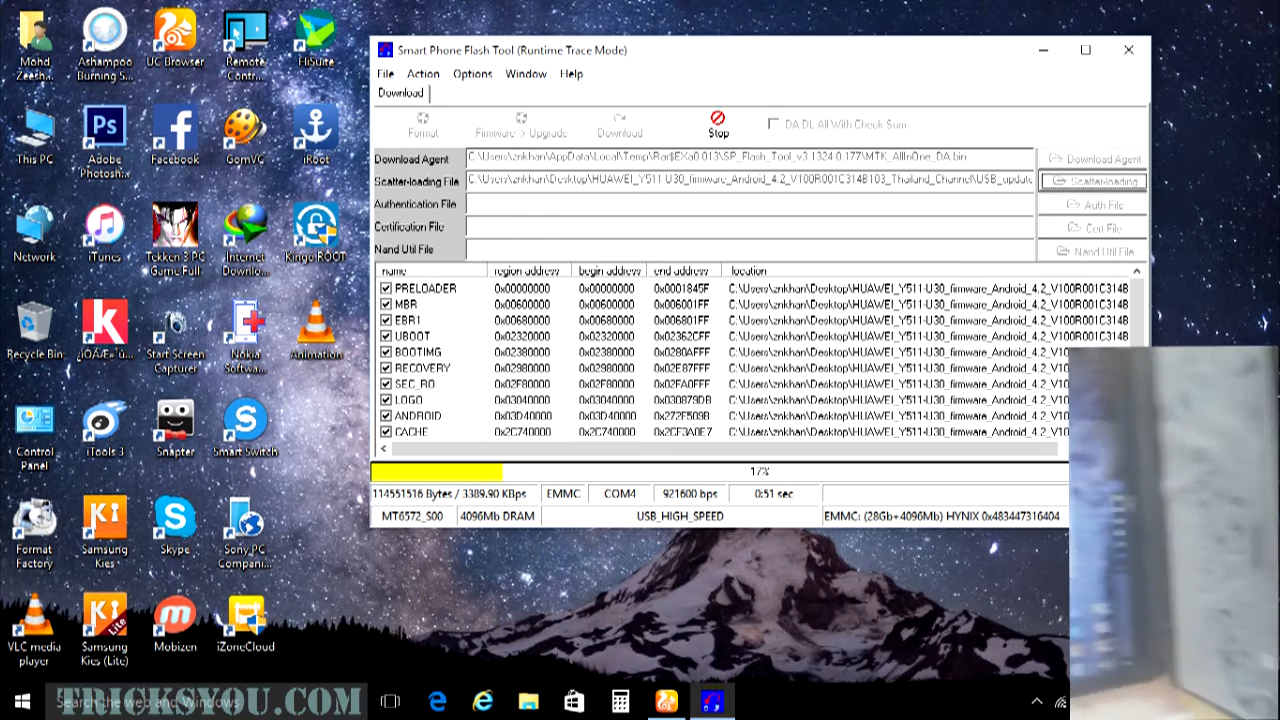 Mohd Zeesh...
Ashampoo Burning S...
UC Browser
Remote Contr...
HiSuite
This PC
Adobe Photosh...
Facebook
GomVC
iRoot
Network
iTunes
Tekken 3 PC Game Full
Internet Downlo...
Kingo ROOT
Recycle Bin
Start Screen Capturer
Nokia Softwa...
Animation
Control Panel
iTools 3
Snapter
Smart Switch
Format Factory
Samsung Kies
Skype
Sony PC Compani...
VLC media player
Samsung Kies (Lite)
Mobizen
iZoneCloud
Smart Phone Flash Tool (Runtime Trace Mode)
File Action Options Window Help
Download
Format Firmware -> Upgrade Download Stop DA DL All With Check Sum
Download Agent C:\Users\znkhan\AppData\Local\Temp\Rar$EXa0.013\SP_Flash_Tool_v3.1324.0.177\MTK_AllInOne_DA.bin Download Agent
Scatter-loading File C:\Users\znkhan\Desktop\HUAWEI_Y511-U30_firmware_Android_4.2_V100R001C314B103_Thailand_Channel\USB_update Scatter-loading
Authentication File Auth File
Certification File Cert File
Nand Util File Nand Util File
name region address begin address end address location
PRELOADER 0x00000000 0x00000000 0x0001845F C:\Users\znkhan\Desktop\HUAWEI_Y511-U30_firmware_Android_4.2_V100R001C314B
MBR 0x00600000 0x00600000 0x006001FF C:\Users\znkhan\Desktop\HUAWEI_Y511-U30_firmware_Android_4.2_V100R001C314B
EBR1 0x00680000 0x00680000 0x006801FF C:\Users\znkhan\Desktop\HUAWEI_Y511-U30_firmware_Android_4.2_V100R001C314B
UBOOT 0x02320000 0x02320000 0x02362CFF C:\Users\znkhan\Desktop\HUAWEI_Y511-U30_firmware_Android_4.2_V100R001C314B
BOOTIMG 0x02380000 0x02380000 0x0280AFFF C:\Users\znkhan\Desktop\HUAWEI_Y511-U30_firmware_Android_4.2_V10
RECOVERY 0x02980000 0x02980000 0x02E87FFF C:\Users\znkhan\Desktop\HUAWEI_Y511-U30_firmware_Android_4.2_V10
SEC_RO 0x02F80000 0x02F80000 0x02FA0FFF C:\Users\znkhan\Desktop\HUAWEI_Y511-U30_firmware_Android_4.2_V10
LOGO 0x03040000 0x03040000 0x030879DB C:\Users\znkhan\Desktop\HUAWEI_Y511-U30_firmware_Android_4.2_V10
ANDROID 0x03D40000 0x03D40000 0x272F509B C:\Users\znkhan\Desktop\HUAWEI_Y511-U30_firmware_Android_4.2_V10
CACHE 0x2C740000 0x2C740000 0x2CF3A0E7 C:\Users\znkhan\Desktop\HUAWEI_Y511-U30_firmware_Android_4.2_V10
17%
114551516 Bytes / 3389.90 KBps EMMC COM4 921600 bps 0:51 sec
MT6572_S00 4096Mb DRAM USB_HIGH_SPEED EMMC: (28Gb+4096Mb) HYNIX 0x483447316404
Search the web and Windows
TRICKSYOU.COM